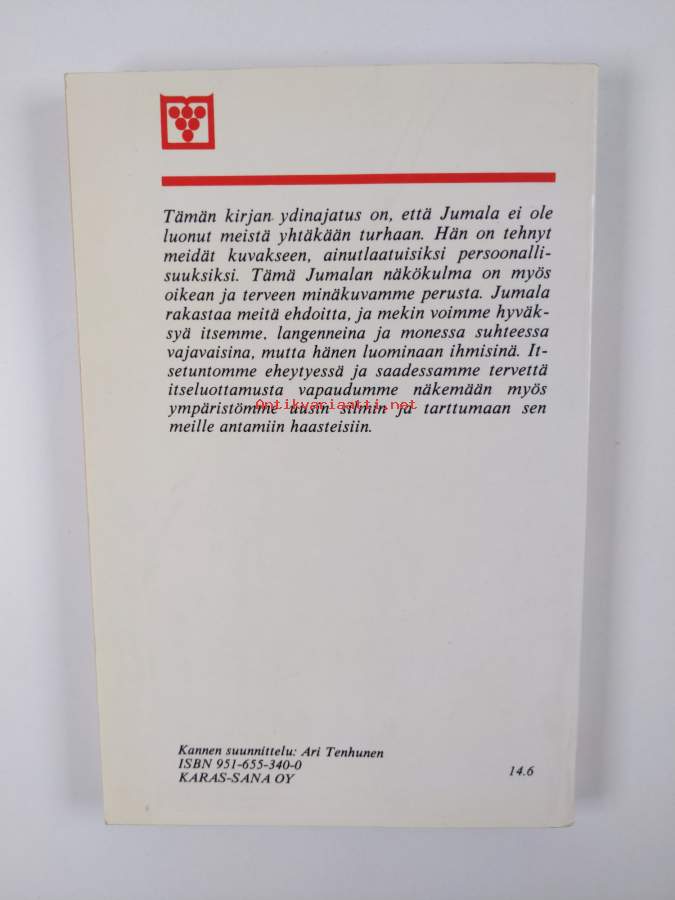 Tämän kirjan ydinajatus on, että Jumala ei ole
luonut meistä yhtäkään turhaan. Hän on tehnyt
meidät kuvakseen, ainutlaatuisiksi persoonalli-
suuksiksi. Tämä Jumalan näkökulma on myös
oikean ja terveen minäkuvamme perusta. Jumala
rakastaa meitä ehdoitta, ja mekin voimme hyväk-
syä itsemme, langenneina ja monessa suhteessa
vajavaisina, mutta hänen luominaan ihmisinä. It-
setuntomme eheytyessä ja saadessamme tervettä
itseluottamusta vapaudumme näkemään myös
ympäristömme uusin silmin ja tarttumaan sen
Antikvariaatti.net
meille antamiin haasteisiin.
Kannen suunnittelu: Ari Tenhunen
ISBN 951-655-340-0
KARAS-SANA OY
14.6